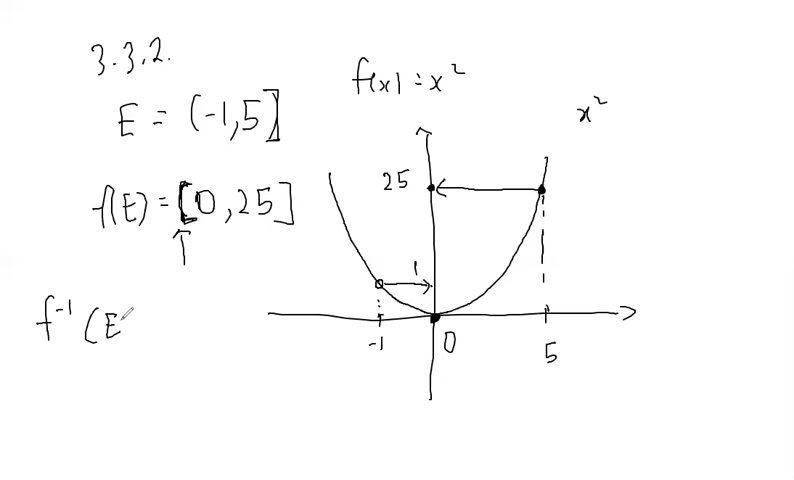 3.3.2.
f(x) = x²
E = (-1,5]
x²
f(E) = [0,25]
25
1
-1
0
5
f⁻¹(E